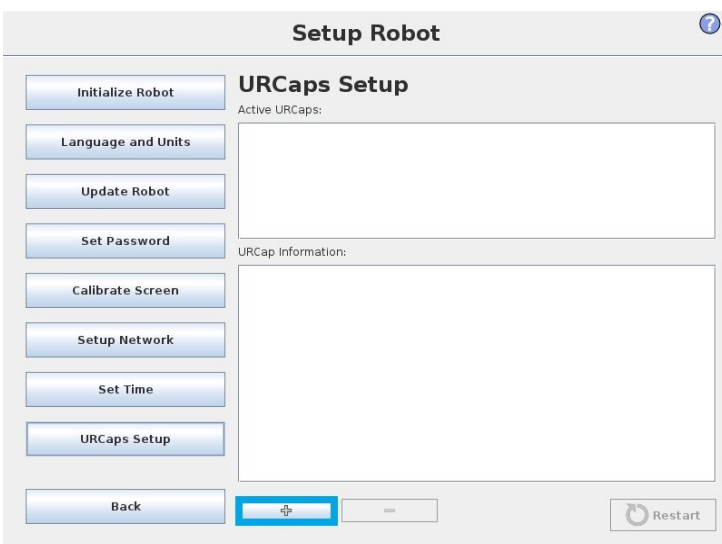 Setup Robot
?
Initialize Robot
Language and Units
Update Robot
Set Password
Calibrate Screen
Setup Network
Set Time
URCaps Setup
Back
URCaps Setup
Active URCaps:
URCap Information:
Restart